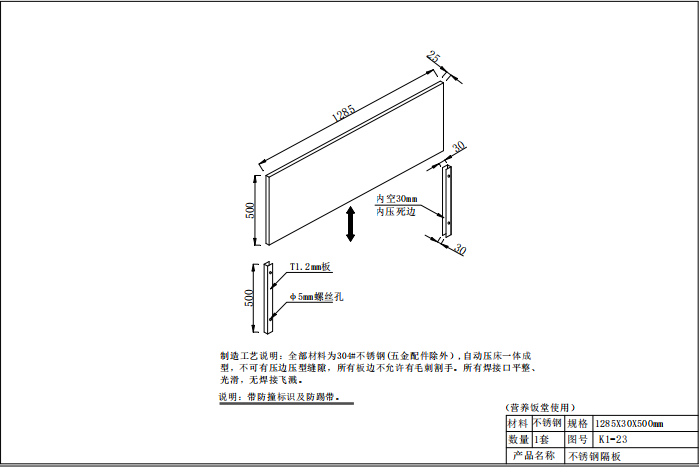 25
1285
30
500
内空30mm
内压死边
30
T1.2mm板
500
ф5mm螺丝孔
制造工艺说明：全部材料为304#不锈钢(五金配件除外）,自动压床一体成
型，不可有压边压型缝隙，所有板边不允许有毛刺割手。所有焊接口平整、
光滑，无焊接飞溅。
说明：带防撞标识及防踢带。
(营养饭堂使用)
材料 不锈钢 规格 1285X30X500mm
数量 1套 图号 K1-23
产品名称 不锈钢隔板